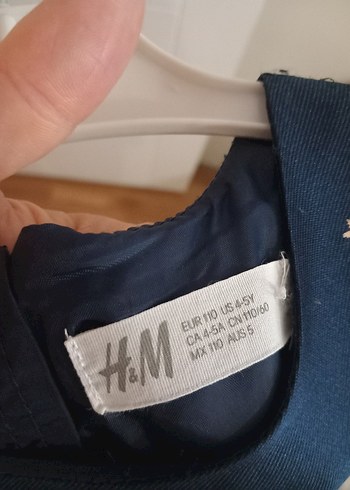 H&M
EUR 110 US 4-5Y
CA 4-5A CN 110/60
MX 110 AUS 5